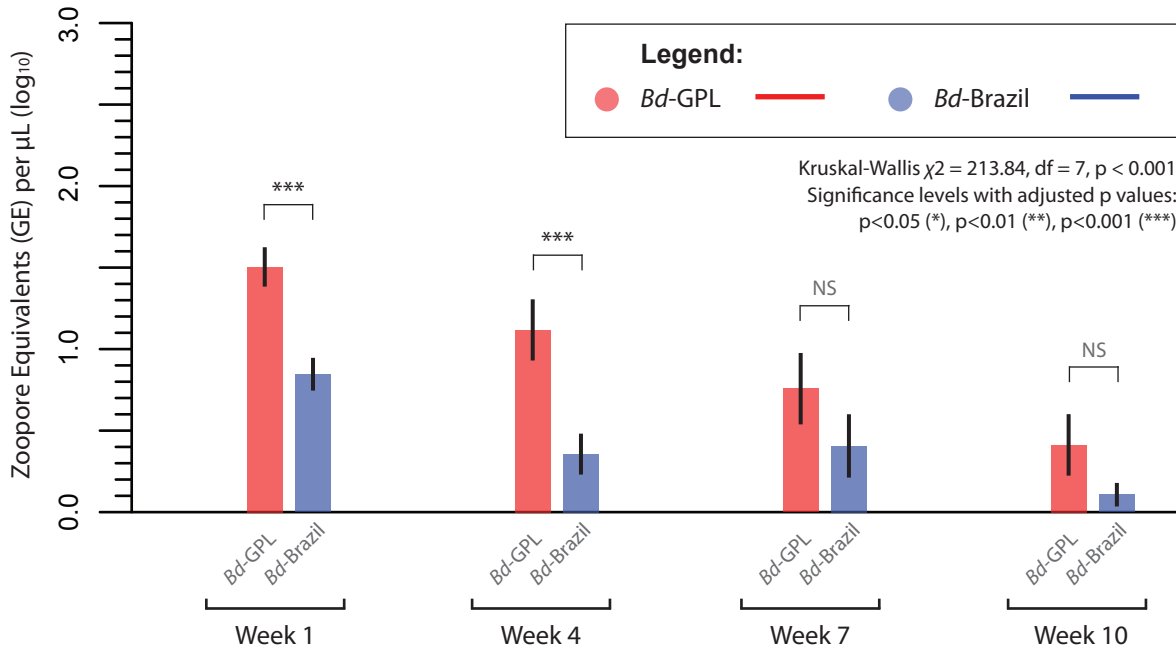 Zoopore Equivalents (GE) per μL (log₁₀)
3.0
2.0
1.0
0.0
Legend:
Bd-GPL
Bd-Brazil
Kruskal-Wallis χ2 = 213.84, df = 7, p < 0.001
Significance levels with adjusted p values:
p<0.05 (*), p<0.01 (**), p<0.001 (***)
***
***
NS
NS
Bd-GPL
Bd-Brazil
Bd-GPL
Bd-Brazil
Bd-GPL
Bd-Brazil
Bd-GPL
Bd-Brazil
Week 1
Week 4
Week 7
Week 10